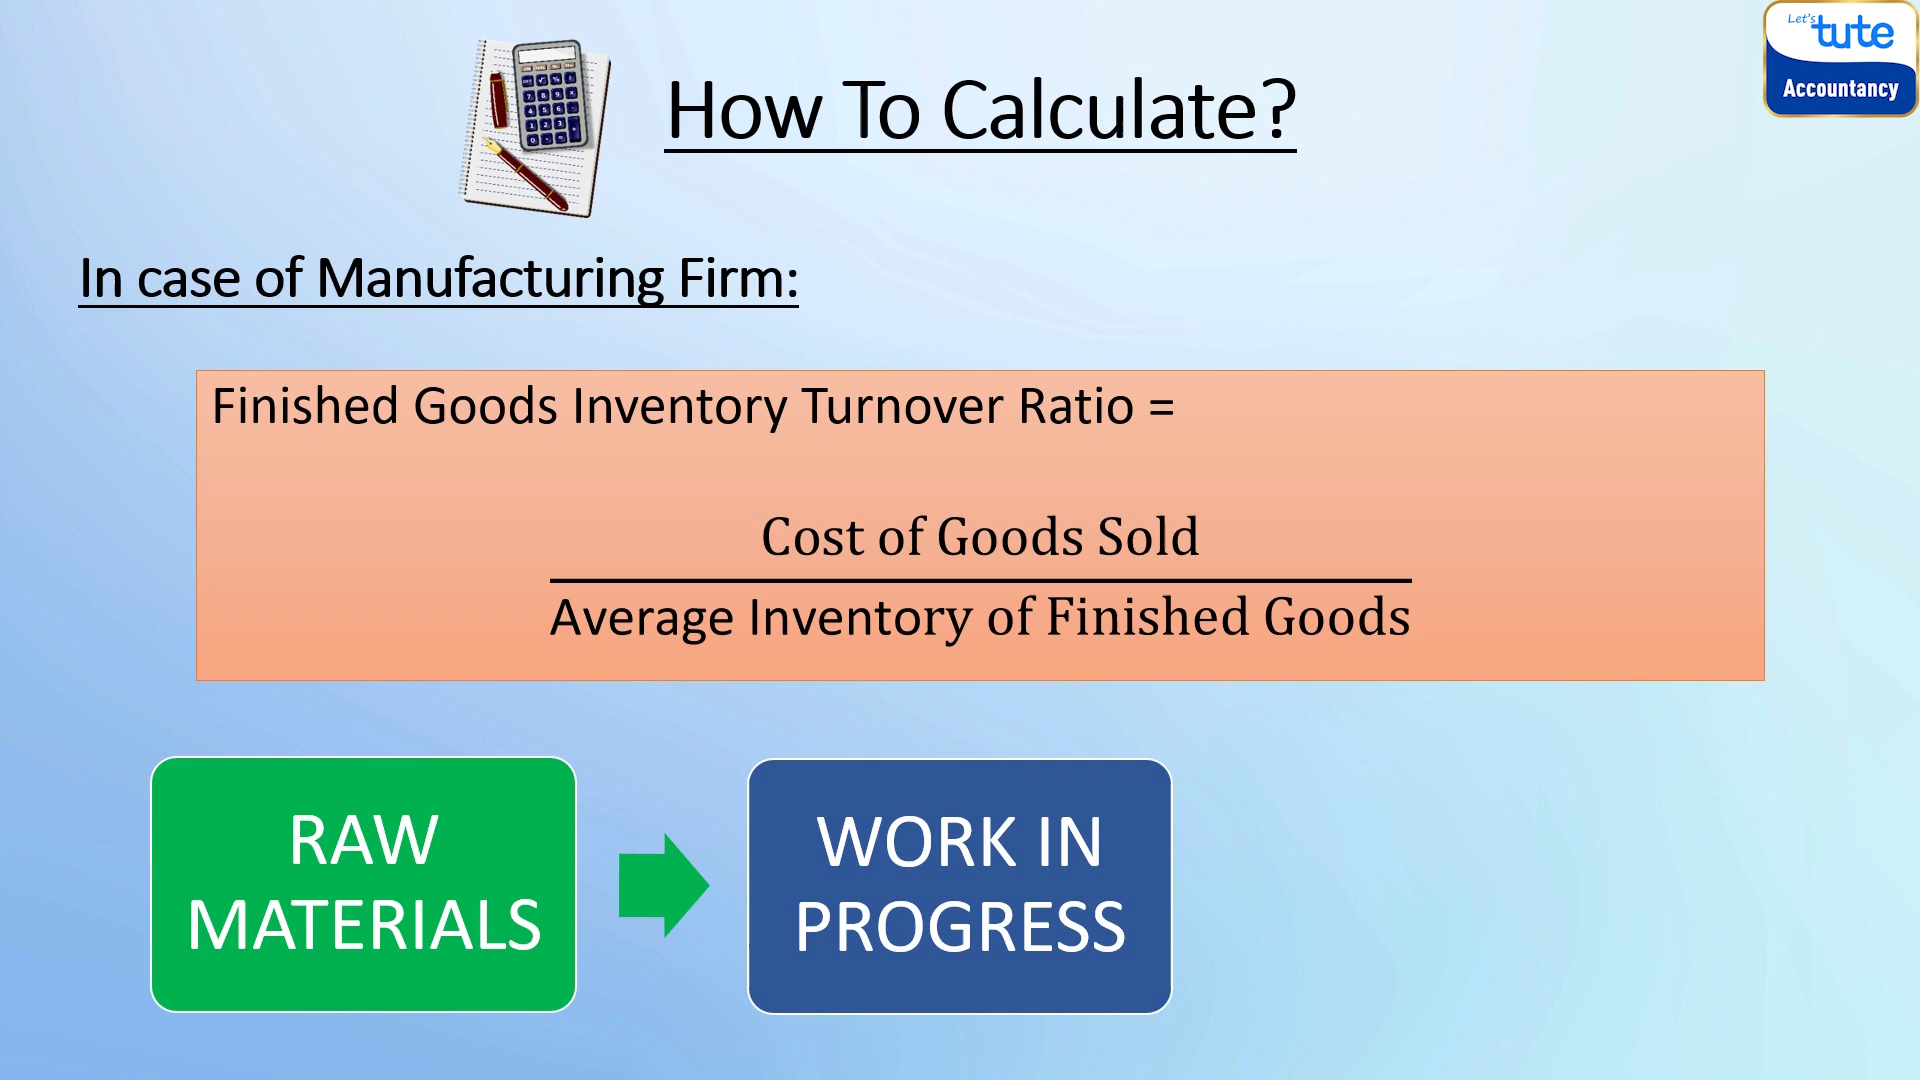 Let's
tute
Accountancy
How To Calculate?
In case of Manufacturing Firm:
Finished Goods Inventory Turnover Ratio =
Cost of Goods Sold
Average Inventory of Finished Goods
RAW
MATERIALS
WORK IN
PROGRESS